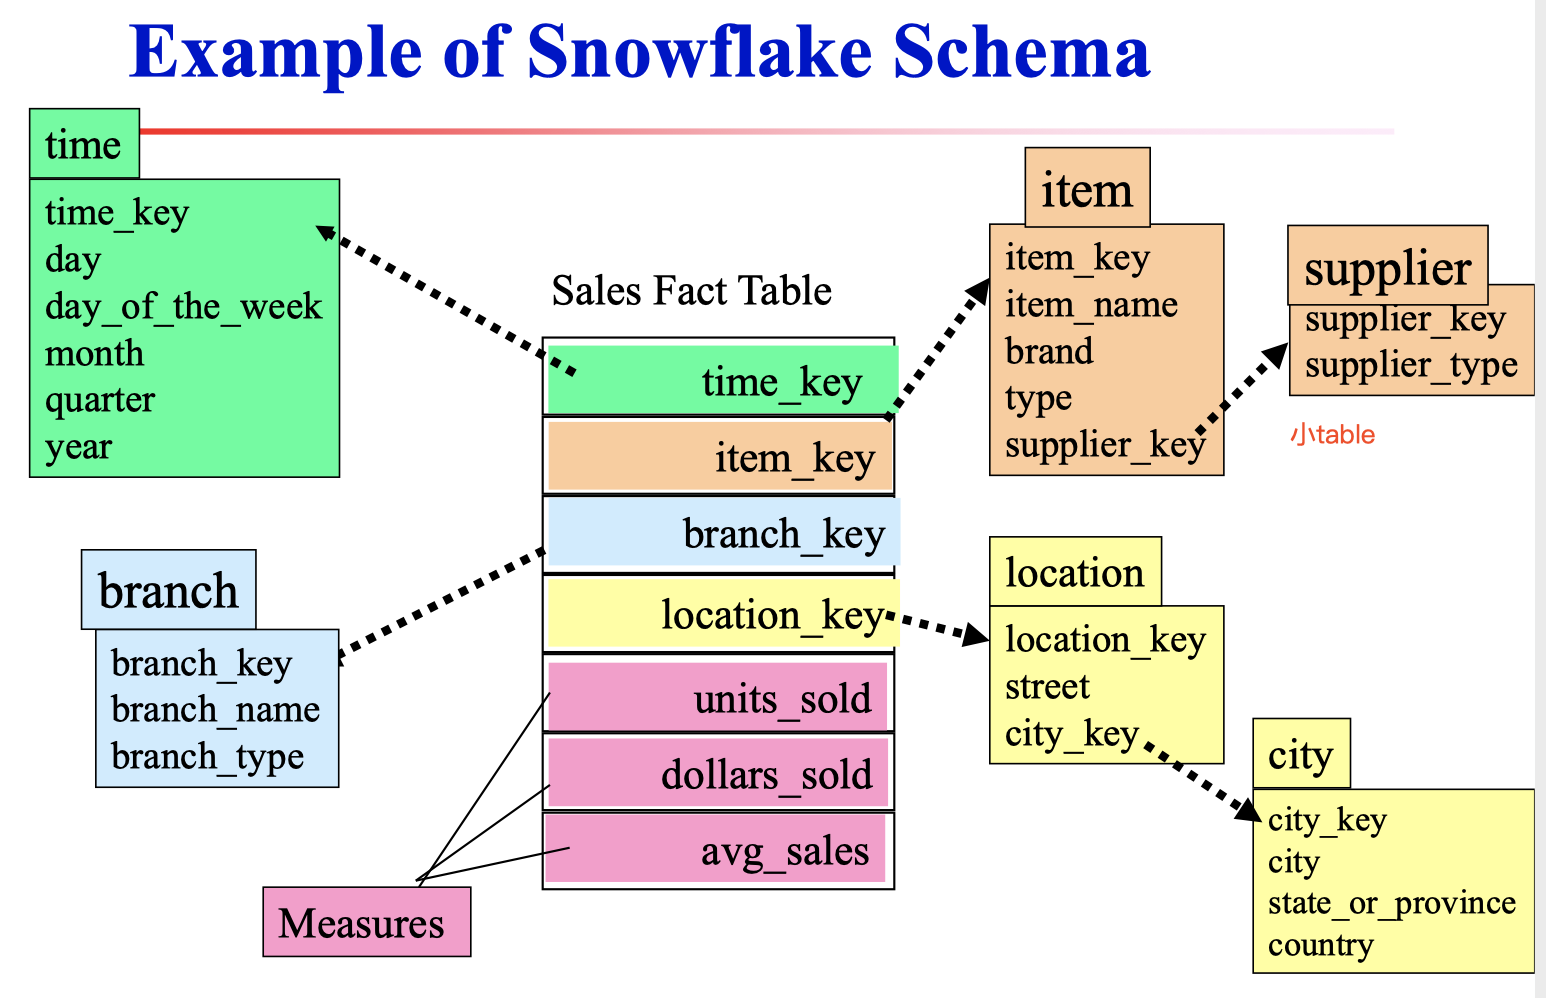 Example of Snowflake Schema
time
time_key
day
day_of_the_week
month
quarter
year
branch
branch_key
branch_name
branch_type
Measures
Sales Fact Table
time_key
item_key
branch_key
location_key
units_sold
dollars_sold
avg_sales
item
item_key
item_name
brand
type
supplier_key
supplier
supplier_key
supplier_type
小table
location
location_key
street
city_key
city
city_key
city
state_or_province
country